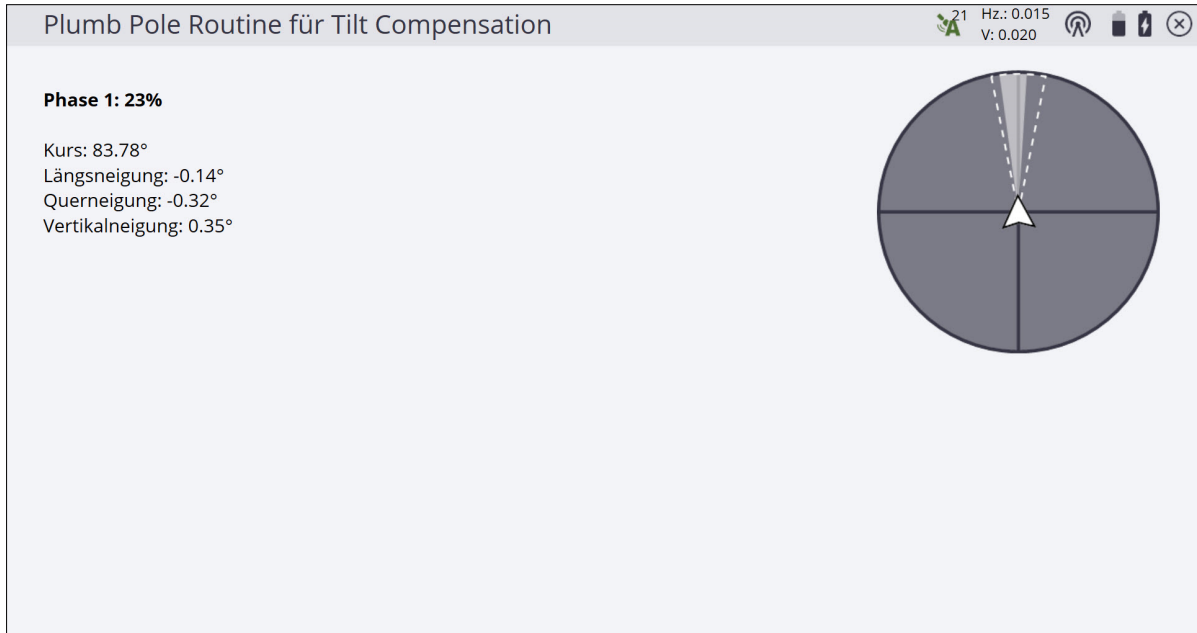 Plumb Pole Routine für Tilt Compensation
21
Hz.: 0.015
V: 0.020
Phase 1: 23%
Kurs: 83.78°
Längsneigung: -0.14°
Querneigung: -0.32°
Vertikalneigung: 0.35°